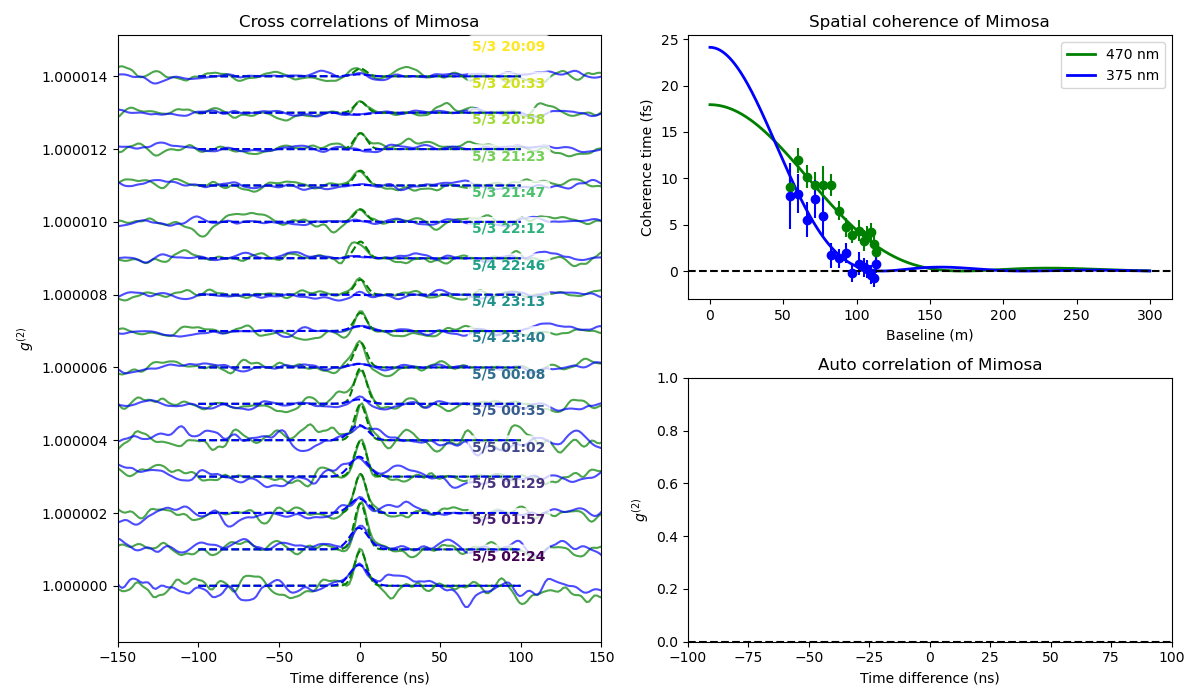 Cross correlations of Mimosa
g(2)
1.000014
1.000012
1.000010
1.000008
1.000006
1.000004
1.000002
1.000000
5/3 20:09
5/3 20:33
5/3 20:58
5/3 21:23
5/3 21:47
5/3 22:12
5/4 22:46
5/4 23:13
5/4 23:40
5/5 00:08
5/5 00:35
5/5 01:02
5/5 01:29
5/5 01:57
5/5 02:24
−150 −100 −50 0 50 100 150
Time difference (ns)
Spatial coherence of Mimosa
Coherence time (fs)
25
20
15
10
5
0
470 nm
375 nm
0 50 100 150 200 250 300
Baseline (m)
Auto correlation of Mimosa
g(2)
1.0
0.8
0.6
0.4
0.2
0.0
−100 −75 −50 −25 0 25 50 75 100
Time difference (ns)